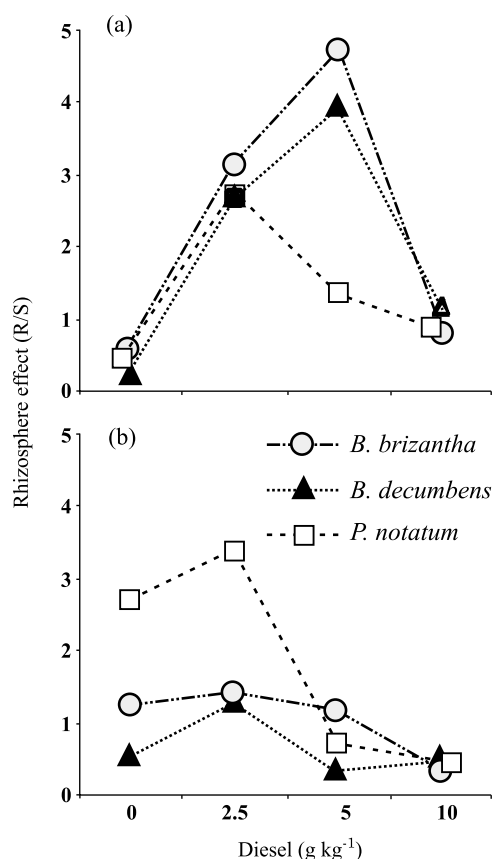 (a)
5
4
3
2
1
0
Rhizosphere effect (R/S)
(b)
5
4
3
2
1
0
B. brizantha
B. decumbens
P. notatum
0 2.5 5 10
Diesel (g kg⁻¹)